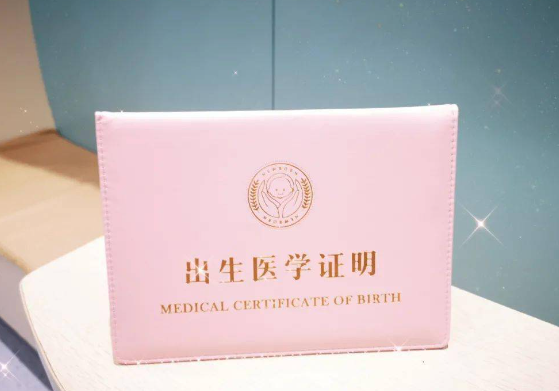 出生医学证明
MEDICAL CERTIFICATE OF BIRTH